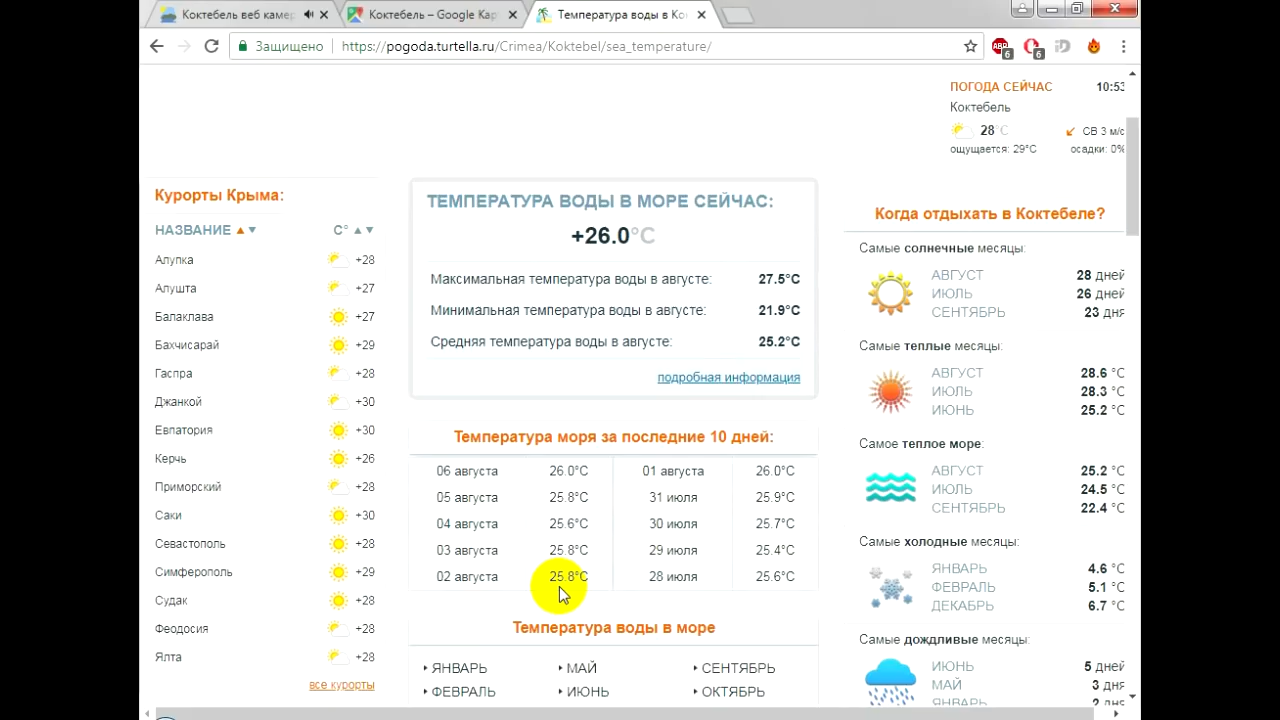 Коктебель веб камер
Коктебель – Google Кар
Температура воды в Ко
Защищено
https://pogoda.turtella.ru/Crimea/Koktebel/sea_temperature/
ABP
6
6
iD
ПОГОДА СЕЙЧАС 10:53
Коктебель
28°C СВ 3 м/с
ощущается: 29°C осадки: 0%
Курорты Крыма:
НАЗВАНИЕ ▲▼ C° ▲▼
Алупка +28
Алушта +27
Балаклава +27
Бахчисарай +29
Гаспра +28
Джанкой +30
Евпатория +30
Керчь +26
Приморский +28
Саки +30
Севастополь +28
Симферополь +29
Судак +28
Феодосия +28
Ялта +28
все курорты
ТЕМПЕРАТУРА ВОДЫ В МОРЕ СЕЙЧАС:
+26.0°C
Максимальная температура воды в августе: 27.5°C
Минимальная температура воды в августе: 21.9°C
Средняя температура воды в августе: 25.2°C
подробная информация
Температура моря за последние 10 дней:
06 августа 26.0°C 01 августа 26.0°C
05 августа 25.8°C 31 июля 25.9°C
04 августа 25.6°C 30 июля 25.7°C
03 августа 25.8°C 29 июля 25.4°C
02 августа 25.8°C 28 июля 25.6°C
Температура воды в море
ЯНВАРЬ МАЙ СЕНТЯБРЬ
ФЕВРАЛЬ ИЮНЬ ОКТЯБРЬ
Когда отдыхать в Коктебеле?
Самые солнечные месяцы:
АВГУСТ 28 дней
ИЮЛЬ 26 дней
СЕНТЯБРЬ 23 дня
Самые теплые месяцы:
АВГУСТ 28.6 °C
ИЮЛЬ 28.3 °C
ИЮНЬ 25.2 °C
Самое теплое море:
АВГУСТ 25.2 °C
ИЮЛЬ 24.5 °C
СЕНТЯБРЬ 22.4 °C
Самые холодные месяцы:
ЯНВАРЬ 4.6 °C
ФЕВРАЛЬ 5.1 °C
ДЕКАБРЬ 6.7 °C
Самые дождливые месяцы:
ИЮНЬ 5 дней
МАЙ 3 дня
ЯНВАРЬ 2 дня